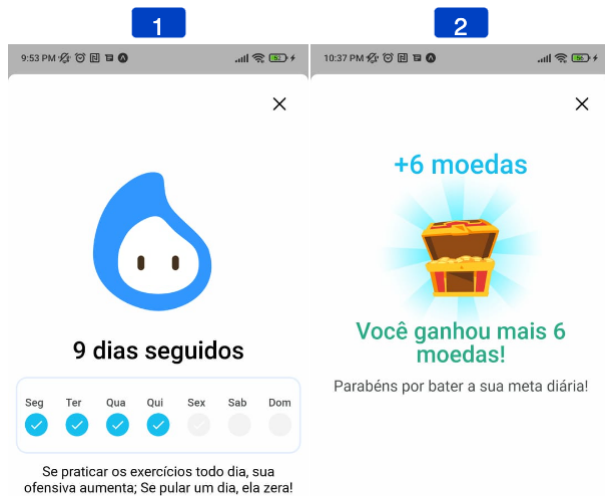 1
9:53 PM
9 dias seguidos
Seg Ter Qua Qui Sex Sab Dom
Se praticar os exercícios todo dia, sua
ofensiva aumenta; Se pular um dia, ela zera!
2
10:37 PM
+6 moedas
Você ganhou mais 6
moedas!
Parabéns por bater a sua meta diária!